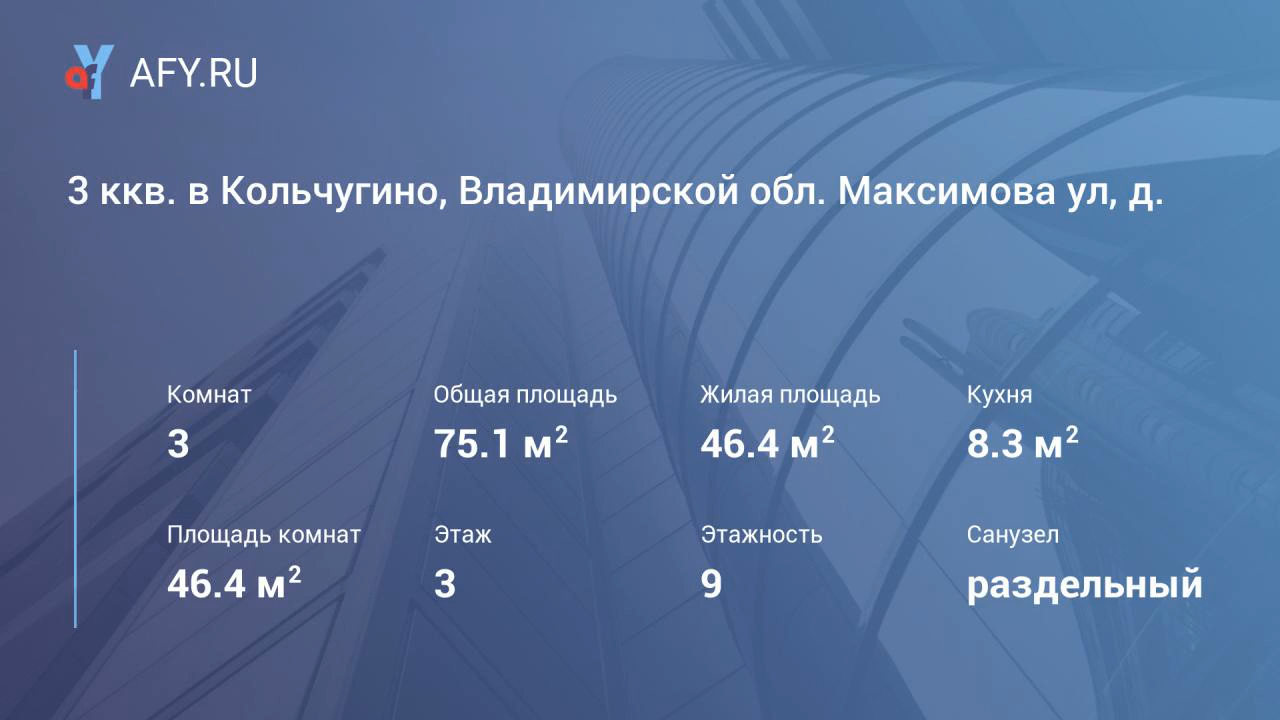 AFY.RU
3 ккв. в Кольчугино, Владимирской обл. Максимова ул, д.
Комнат
3
Общая площадь
75.1 м²
Жилая площадь
46.4 м²
Кухня
8.3 м²
Площадь комнат
46.4 м²
Этаж
3
Этажность
9
Санузел
раздельный